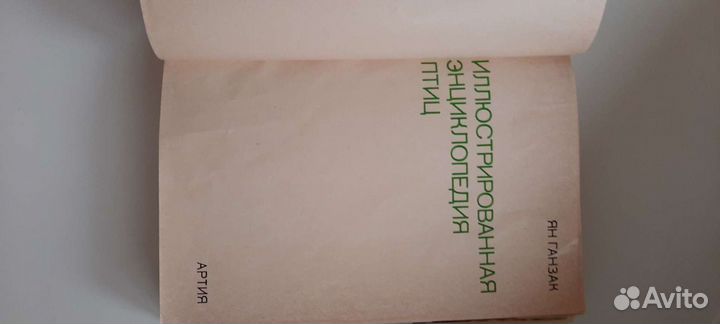 ЯН ГАНЗАК
ИЛЛЮСТРИРОВАННАЯ
ЭНЦИКЛОПЕДИЯ
ПТИЦ
АРТИЯ
Avito